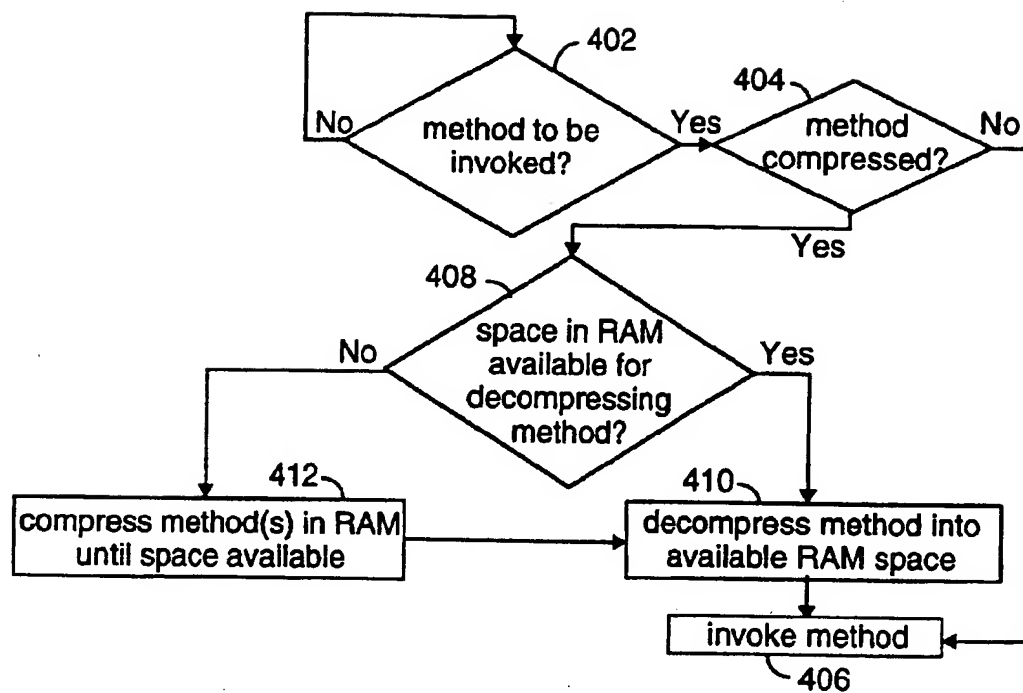 402
404
No
method to be
invoked?
Yes
method
compressed?
No
Yes
408
space in RAM
available for
decompressing
method?
No
Yes
412
compress method(s) in RAM
until space available
410
decompress method into
available RAM space
invoke method
406